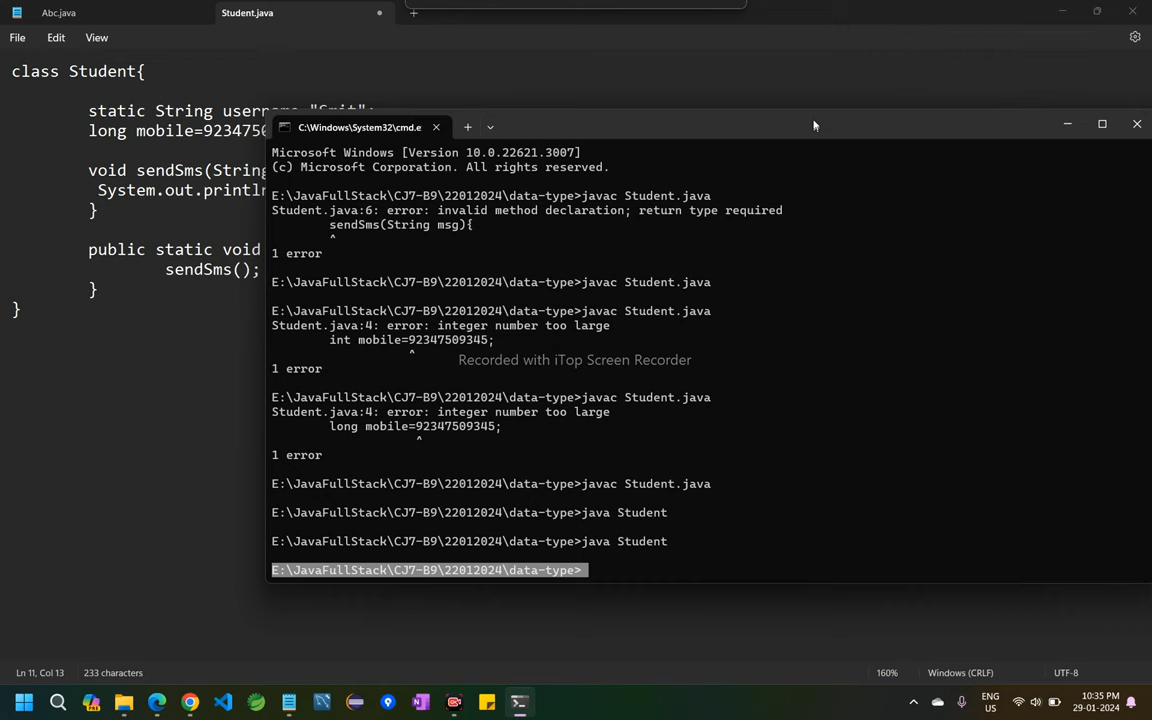 Abc.java
Student.java
File Edit View
class Student{
static String username="Smit";
long mobile=9234750
void sendSms(String
System.out.println
}
public static void
sendSms();
}
}
C:\Windows\System32\cmd.e
Microsoft Windows [Version 10.0.22621.3007]
(c) Microsoft Corporation. All rights reserved.
E:\JavaFullStack\CJ7-B9\22012024\data-type>javac Student.java
Student.java:6: error: invalid method declaration; return type required
sendSms(String msg){
^
1 error
E:\JavaFullStack\CJ7-B9\22012024\data-type>javac Student.java
E:\JavaFullStack\CJ7-B9\22012024\data-type>javac Student.java
Student.java:4: error: integer number too large
int mobile=92347509345;
^
Recorded with iTop Screen Recorder
1 error
E:\JavaFullStack\CJ7-B9\22012024\data-type>javac Student.java
Student.java:4: error: integer number too large
long mobile=92347509345;
^
1 error
E:\JavaFullStack\CJ7-B9\22012024\data-type>javac Student.java
E:\JavaFullStack\CJ7-B9\22012024\data-type>java Student
E:\JavaFullStack\CJ7-B9\22012024\data-type>java Student
E:\JavaFullStack\CJ7-B9\22012024\data-type>
Ln 11, Col 13 233 characters 160% Windows (CRLF) UTF-8
ENG
US
10:35 PM
29-01-2024